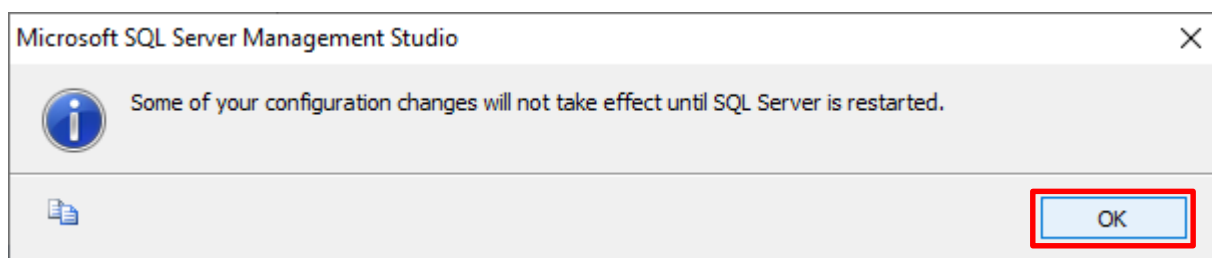 Microsoft SQL Server Management Studio
Some of your configuration changes will not take effect until SQL Server is restarted.
OK